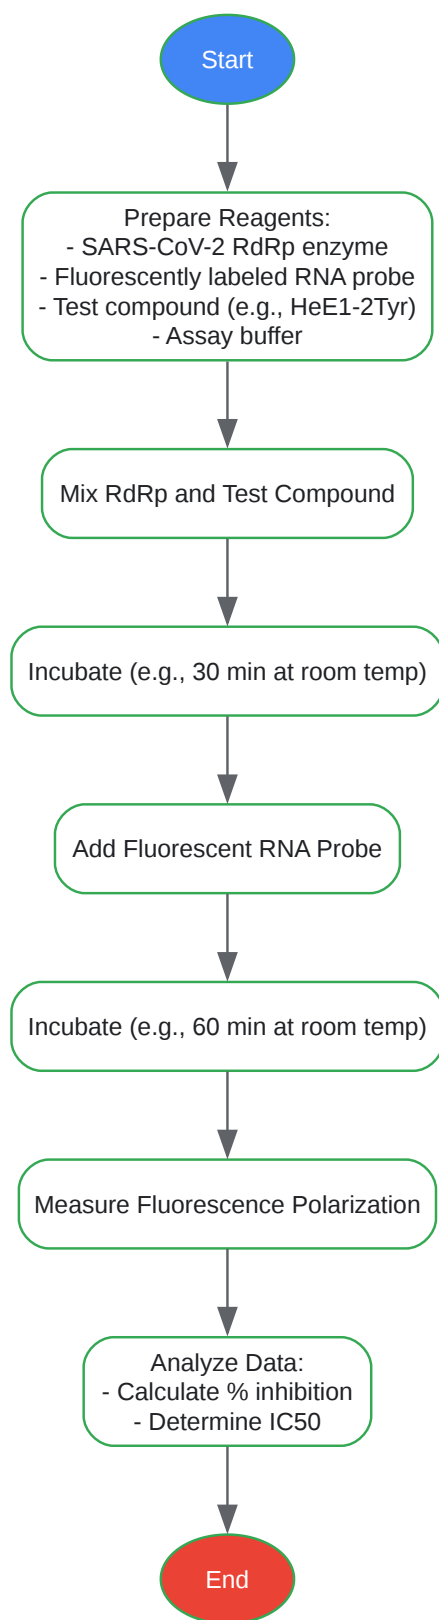 Start
Prepare Reagents:
- SARS-CoV-2 RdRp enzyme
- Fluorescently labeled RNA probe
- Test compound (e.g., HeE1-2Tyr)
- Assay buffer
Mix RdRp and Test Compound
Incubate (e.g., 30 min at room temp)
Add Fluorescent RNA Probe
Incubate (e.g., 60 min at room temp)
Measure Fluorescence Polarization
Analyze Data:
- Calculate % inhibition
- Determine IC50
End